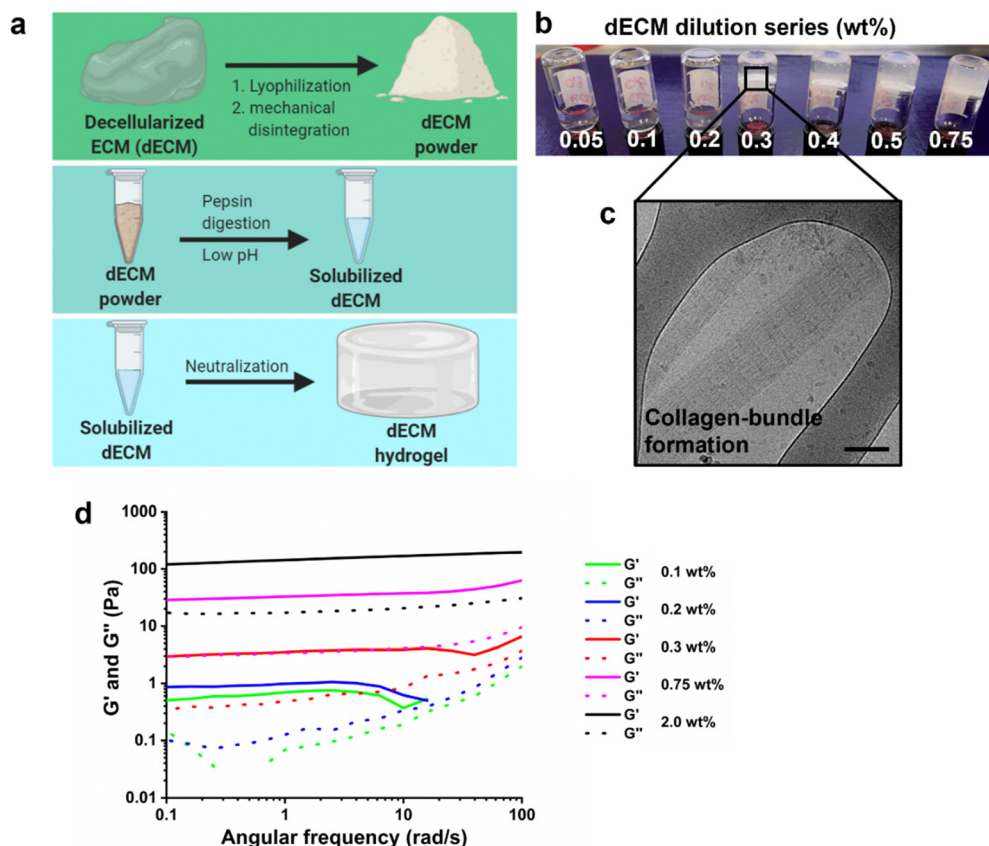 a
Decellularized
ECM (dECM)
1. Lyophilization
2. mechanical
disintegration
dECM
powder
dECM
powder
Pepsin
digestion
Low pH
Solubilized
dECM
Solubilized
dECM
Neutralization
dECM
hydrogel
b
dECM dilution series (wt%)
0.05 0.1 0.2 0.3 0.4 0.5 0.75
c
Collagen-bundle
formation
d
G' and G'' (Pa)
1000
100
10
1
0.1
0.01
0.1 1 10 100
Angular frequency (rad/s)
G'
G''
0.1 wt%
G'
G''
0.2 wt%
G'
G''
0.3 wt%
G'
G''
0.75 wt%
G'
G''
2.0 wt%